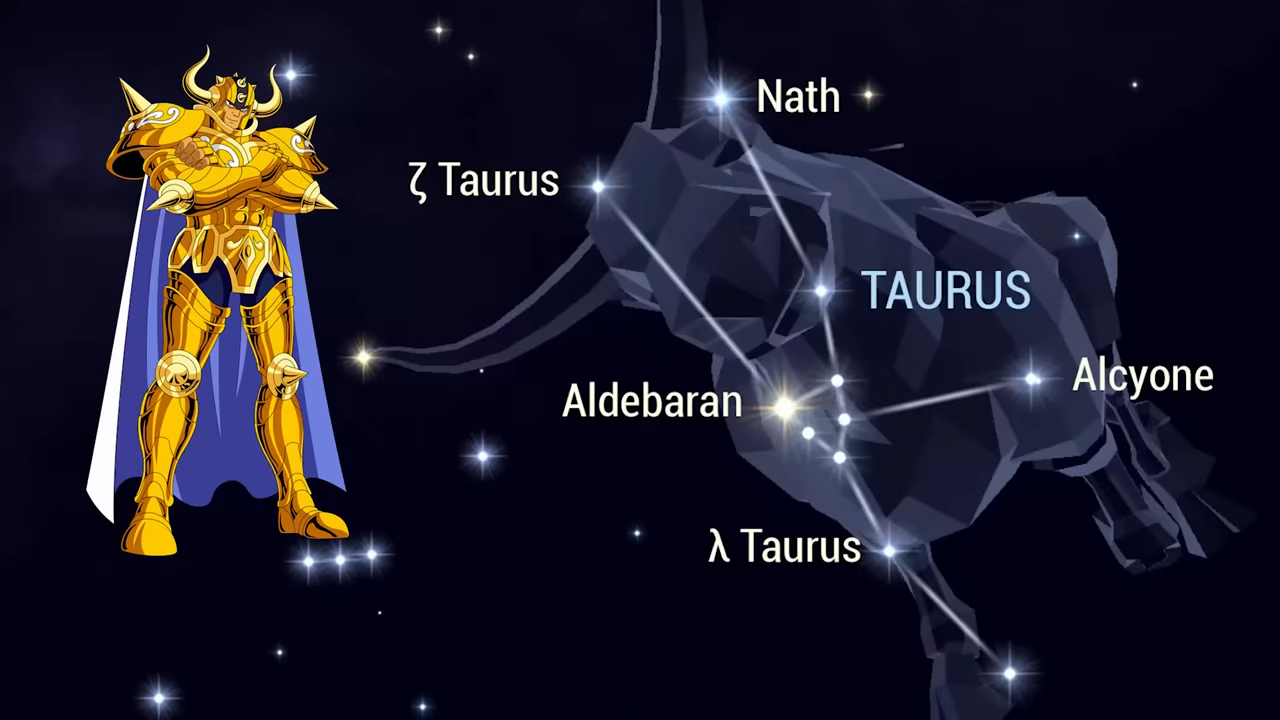 Nath
ζ Taurus
TAURUS
Alcyone
Aldebaran
λ Taurus